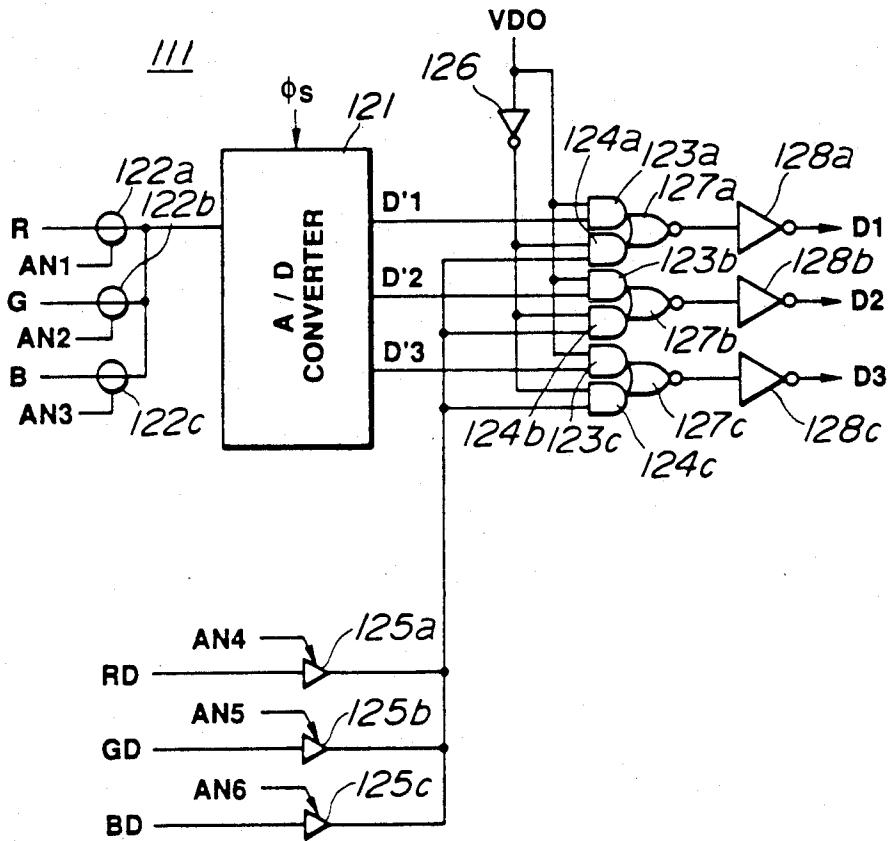 111
VDO
126
ϕS
121
124a
123a
127a
128a
122a
122b
R
AN1
G
AN2
B
AN3
122c
A/D
CONVERTER
D'1
D'2
D'3
123b
128b
D1
D2
D3
127b
124b
123c
127c
124c
128c
AN4
125a
RD
AN5
125b
GD
AN6
125c
BD